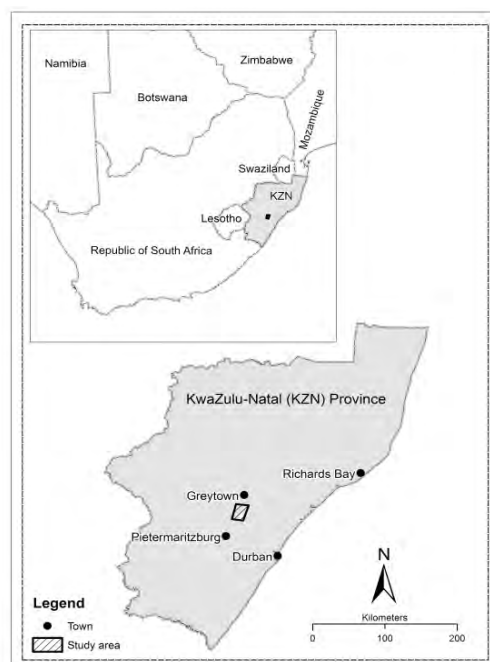 Namibia
Zimbabwe
Botswana
Mozambique
Swaziland
KZN
Lesotho
Republic of South Africa
KwaZulu-Natal (KZN) Province
Richards Bay
Greytown
Pietermaritzburg
Durban
N
Legend
Town
Study area
Kilometers
0 100 200